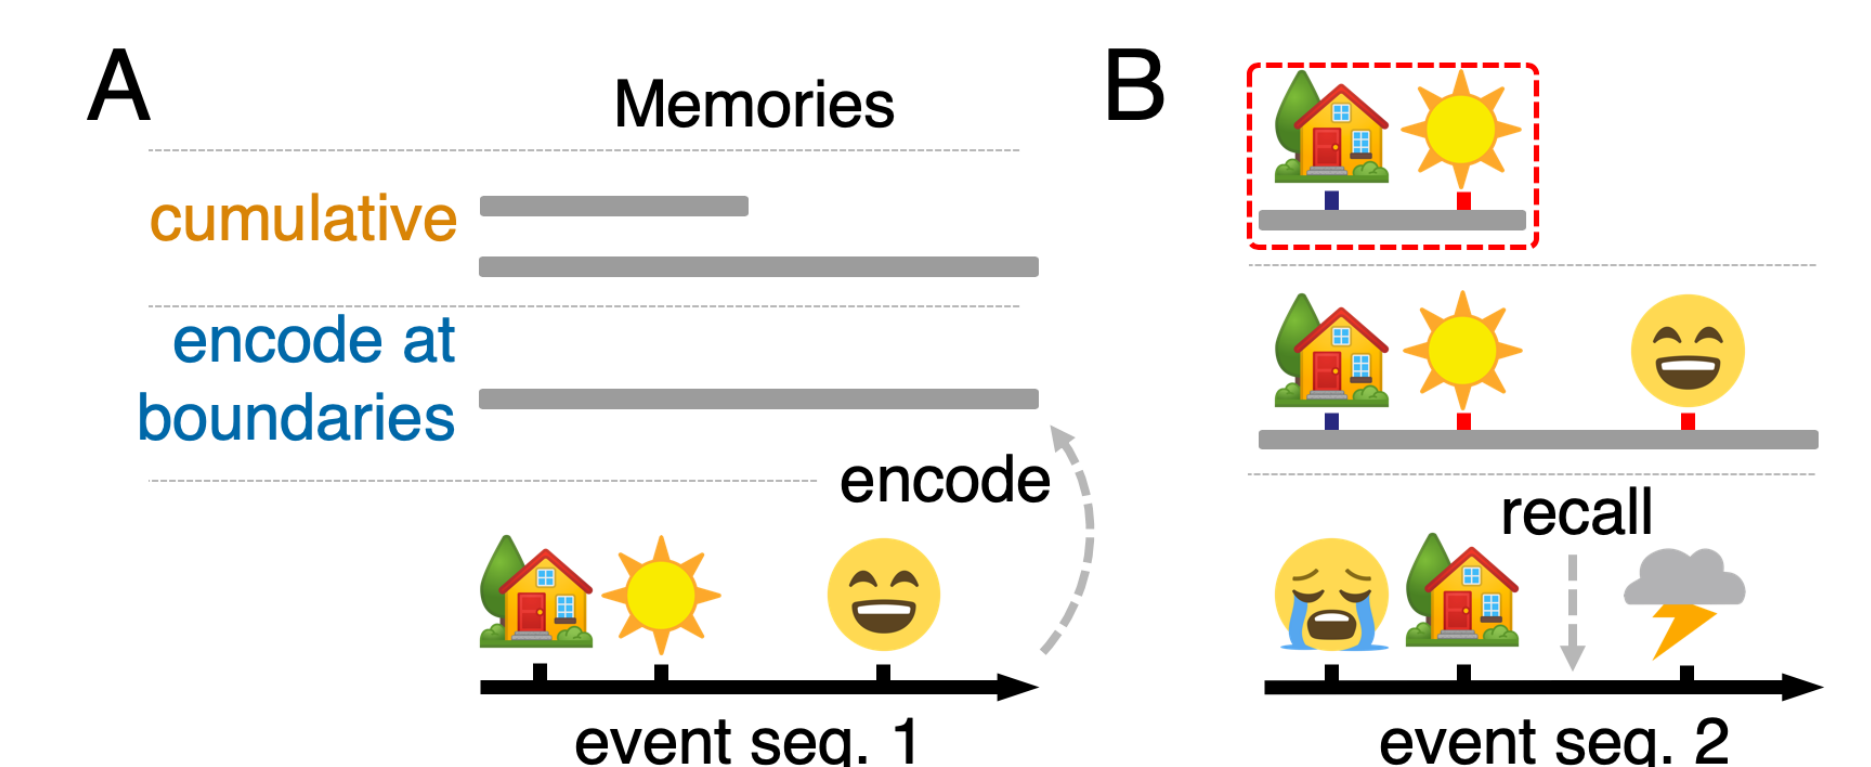 A
Memories
cumulative
encode at
boundaries
encode
event seq. 1
B
recall
event seq. 2